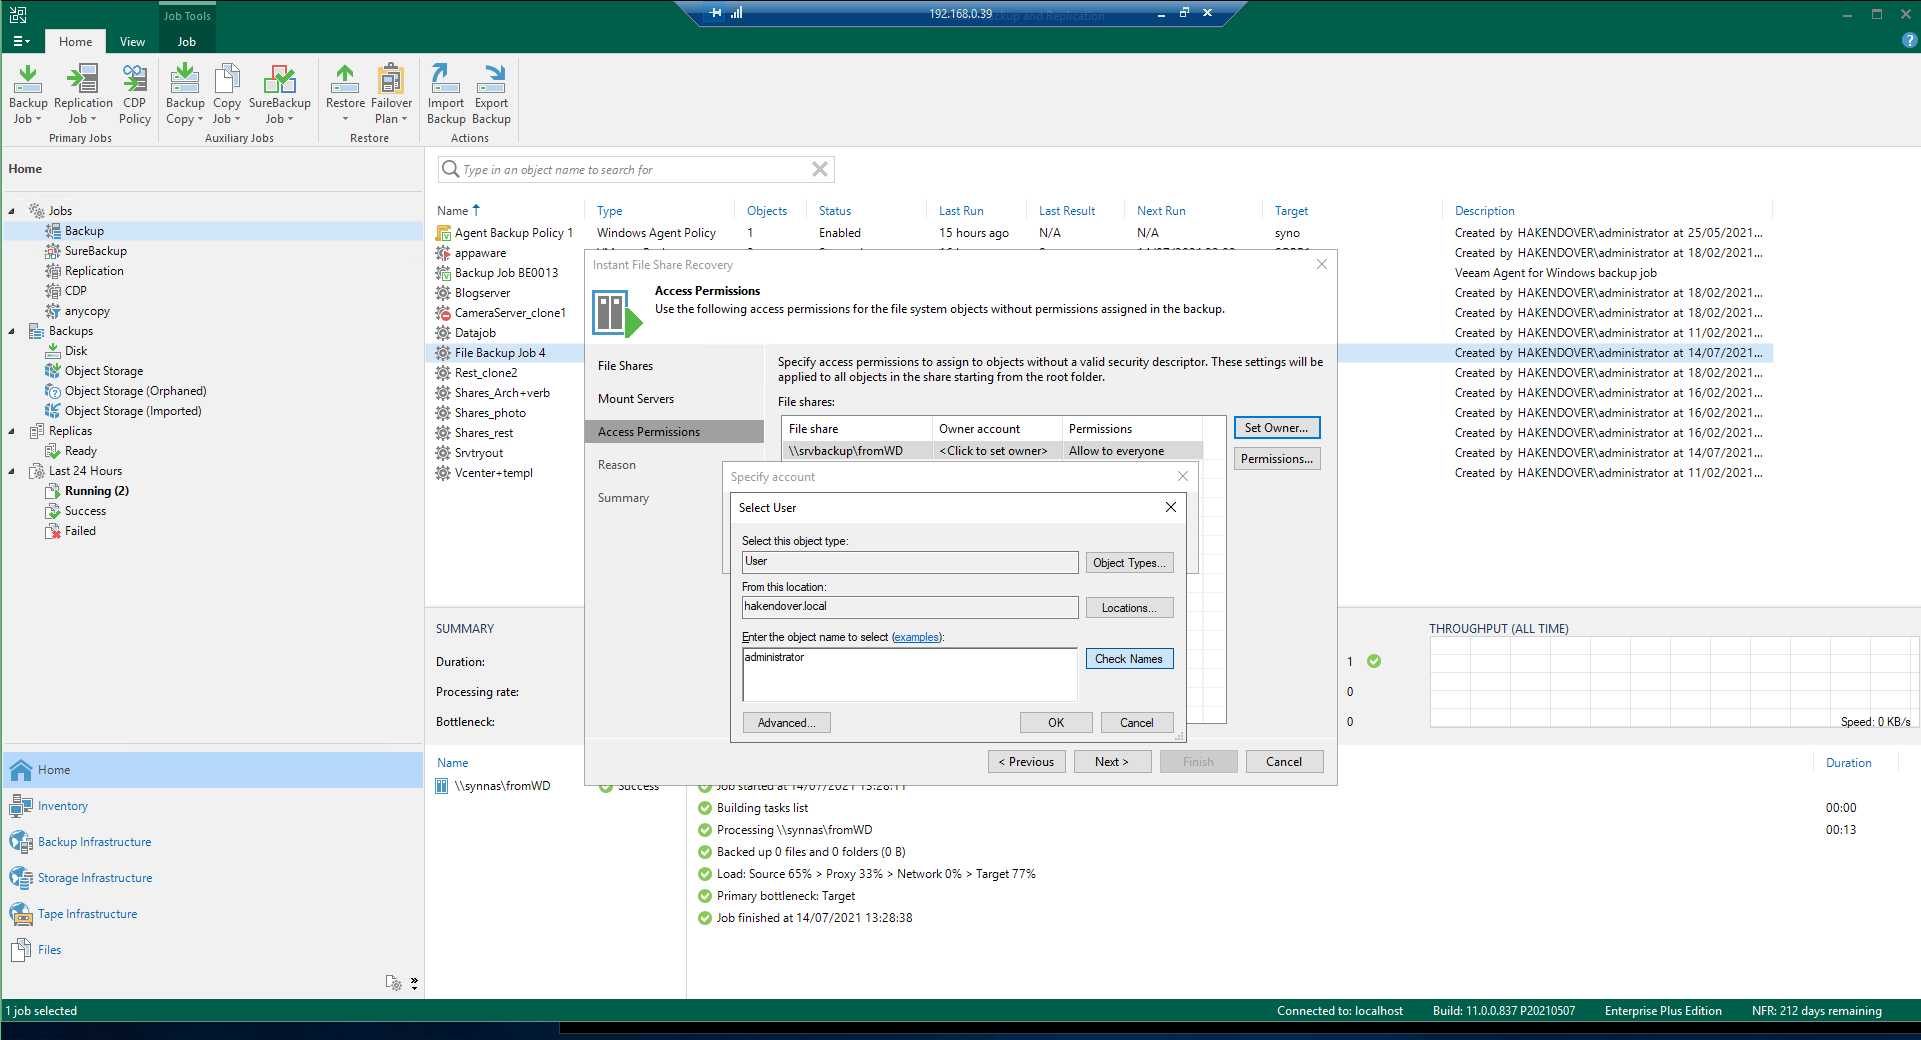 Job Tools
192.168.0.39
Home
View
Job
Backup Job
Replication Job
CDP Policy
Primary Jobs
Backup Copy
Copy Job
SureBackup Job
Auxiliary Jobs
Restore
Failover Plan
Restore
Import Backup
Export Backup
Actions
Home
Type in an object name to search for
Jobs
Backup
SureBackup
Replication
CDP
anycopy
Backups
Disk
Object Storage
Object Storage (Orphaned)
Object Storage (Imported)
Replicas
Ready
Last 24 Hours
Running (2)
Success
Failed
Home
Inventory
Backup Infrastructure
Storage Infrastructure
Tape Infrastructure
Files
Name Type Objects Status Last Run Last Result Next Run Target Description
Agent Backup Policy 1 Windows Agent Policy 1 Enabled 15 hours ago N/A N/A syno Created by HAKENDOVER\administrator at 25/05/2021...
appaware Created by HAKENDOVER\administrator at 18/02/2021...
Backup Job BE0013 Veeam Agent for Windows backup job
Blogserver Created by HAKENDOVER\administrator at 18/02/2021...
CameraServer_clone1 Created by HAKENDOVER\administrator at 18/02/2021...
Datajob Created by HAKENDOVER\administrator at 11/02/2021...
File Backup Job 4 Created by HAKENDOVER\administrator at 14/07/2021...
Rest_clone2 Created by HAKENDOVER\administrator at 18/02/2021...
Shares_Arch+verb Created by HAKENDOVER\administrator at 16/02/2021...
Shares_photo Created by HAKENDOVER\administrator at 16/02/2021...
Shares_rest Created by HAKENDOVER\administrator at 16/02/2021...
Srvtryout Created by HAKENDOVER\administrator at 14/07/2021...
Vcenter+templ Created by HAKENDOVER\administrator at 11/02/2021...
Instant File Share Recovery
Access Permissions
Use the following access permissions for the file system objects without permissions assigned in the backup.
File Shares
Mount Servers
Access Permissions
Reason
Summary
Specify access permissions to assign to objects without a valid security descriptor. These settings will be
applied to all objects in the share starting from the root folder.
File shares:
File share Owner account Permissions
\\srvbackup\fromWD <Click to set owner> Allow to everyone
Set Owner...
Permissions...
Specify account
Select User
Select this object type:
User
Object Types...
From this location:
hakendover.local
Locations...
Enter the object name to select (examples):
administrator
Check Names
Advanced...
OK
Cancel
< Previous
Next >
Finish
Cancel
SUMMARY
Duration:
Processing rate:
Bottleneck:
1
0
0
THROUGHPUT (ALL TIME)
Speed: 0 KB/s
Name
Duration
\\synnas\fromWD Success
Job started at 14/07/2021 13:28:11
Building tasks list 00:00
Processing \\synnas\fromWD 00:13
Backed up 0 files and 0 folders (0 B)
Load: Source 65% > Proxy 33% > Network 0% > Target 77%
Primary bottleneck: Target
Job finished at 14/07/2021 13:28:38
1 job selected
Connected to: localhost
Build: 11.0.0.837 P20210507
Enterprise Plus Edition
NFR: 212 days remaining